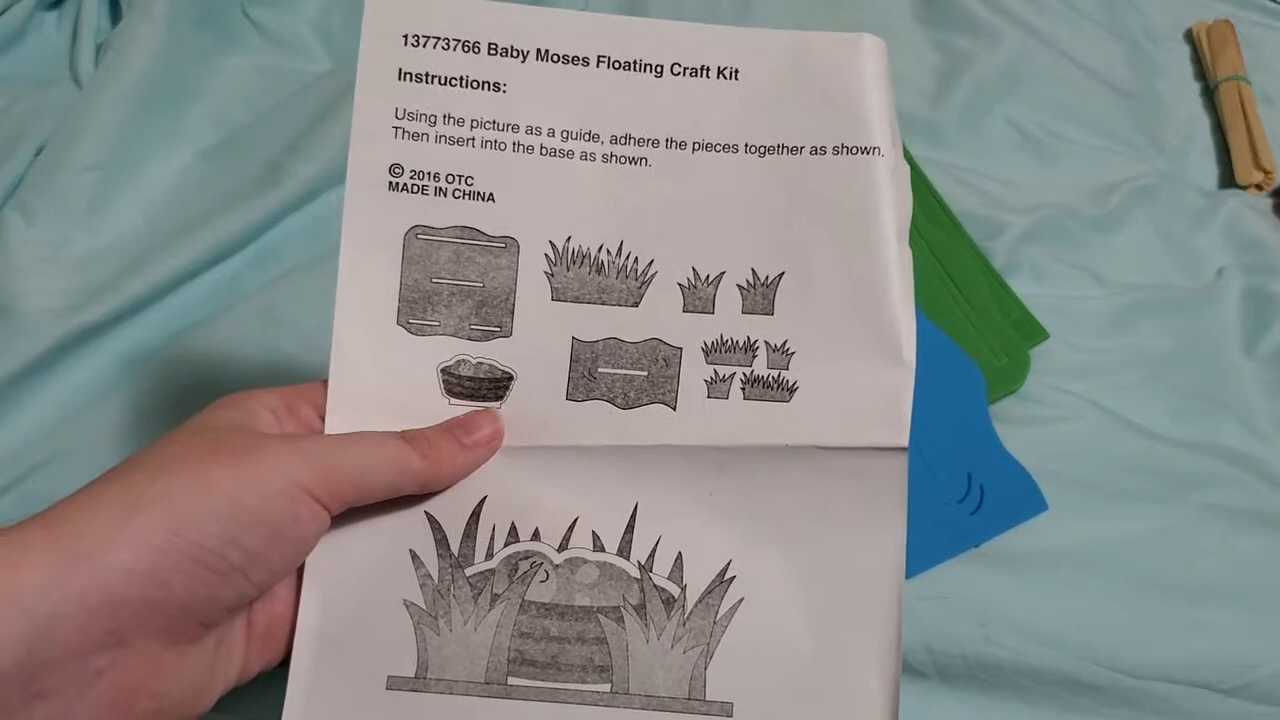 13773766 Baby Moses Floating Craft Kit
Instructions:
Using the picture as a guide, adhere the pieces together as shown.
Then insert into the base as shown.
© 2016 OTC
MADE IN CHINA